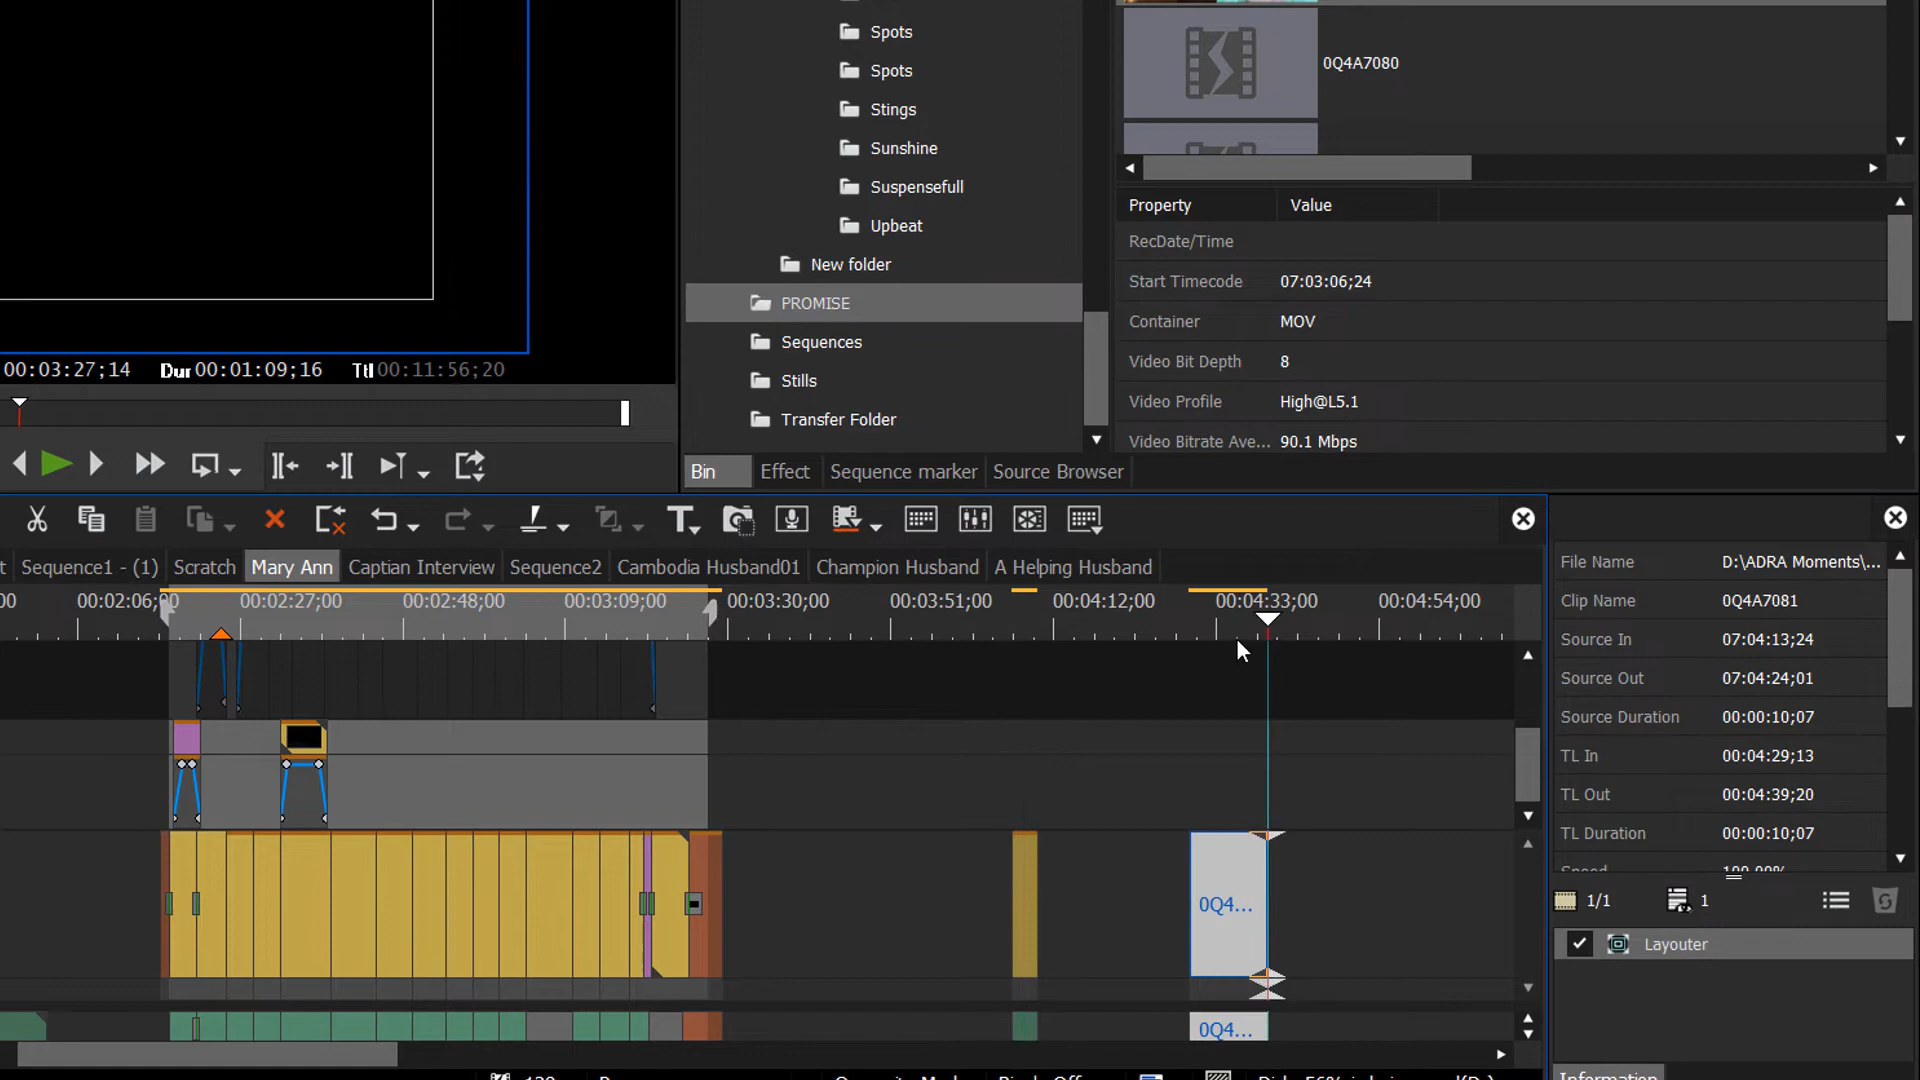 Spots
Spots
Stings
Sunshine
Suspensefull
Upbeat
New folder
PROMISE
Sequences
Stills
Transfer Folder
0Q4A7080
Property Value
RecDate/Time
Start Timecode 07:03:06;24
Container MOV
Video Bit Depth 8
Video Profile High@L5.1
Video Bitrate Ave... 90.1 Mbps
00:03:27;14 Dur 00:01:09;16 Ttl 00:11:56;20
Bin Effect Sequence marker Source Browser
Sequence1 - (1) Scratch Mary Ann Captian Interview Sequence2 Cambodia Husband01 Champion Husband A Helping Husband
00 00:02:06;00 00:02:27;00 00:02:48;00 00:03:09;00 00:03:30;00 00:03:51;00 00:04:12;00 00:04:33;00 00:04:54;00
0Q4...
0Q4...
File Name D:\ADRA Moments\...
Clip Name 0Q4A7081
Source In 07:04:13;24
Source Out 07:04:24;01
Source Duration 00:00:10;07
TL In 00:04:29;13
TL Out 00:04:39;20
TL Duration 00:00:10;07
1/1 1
Layouter
Information